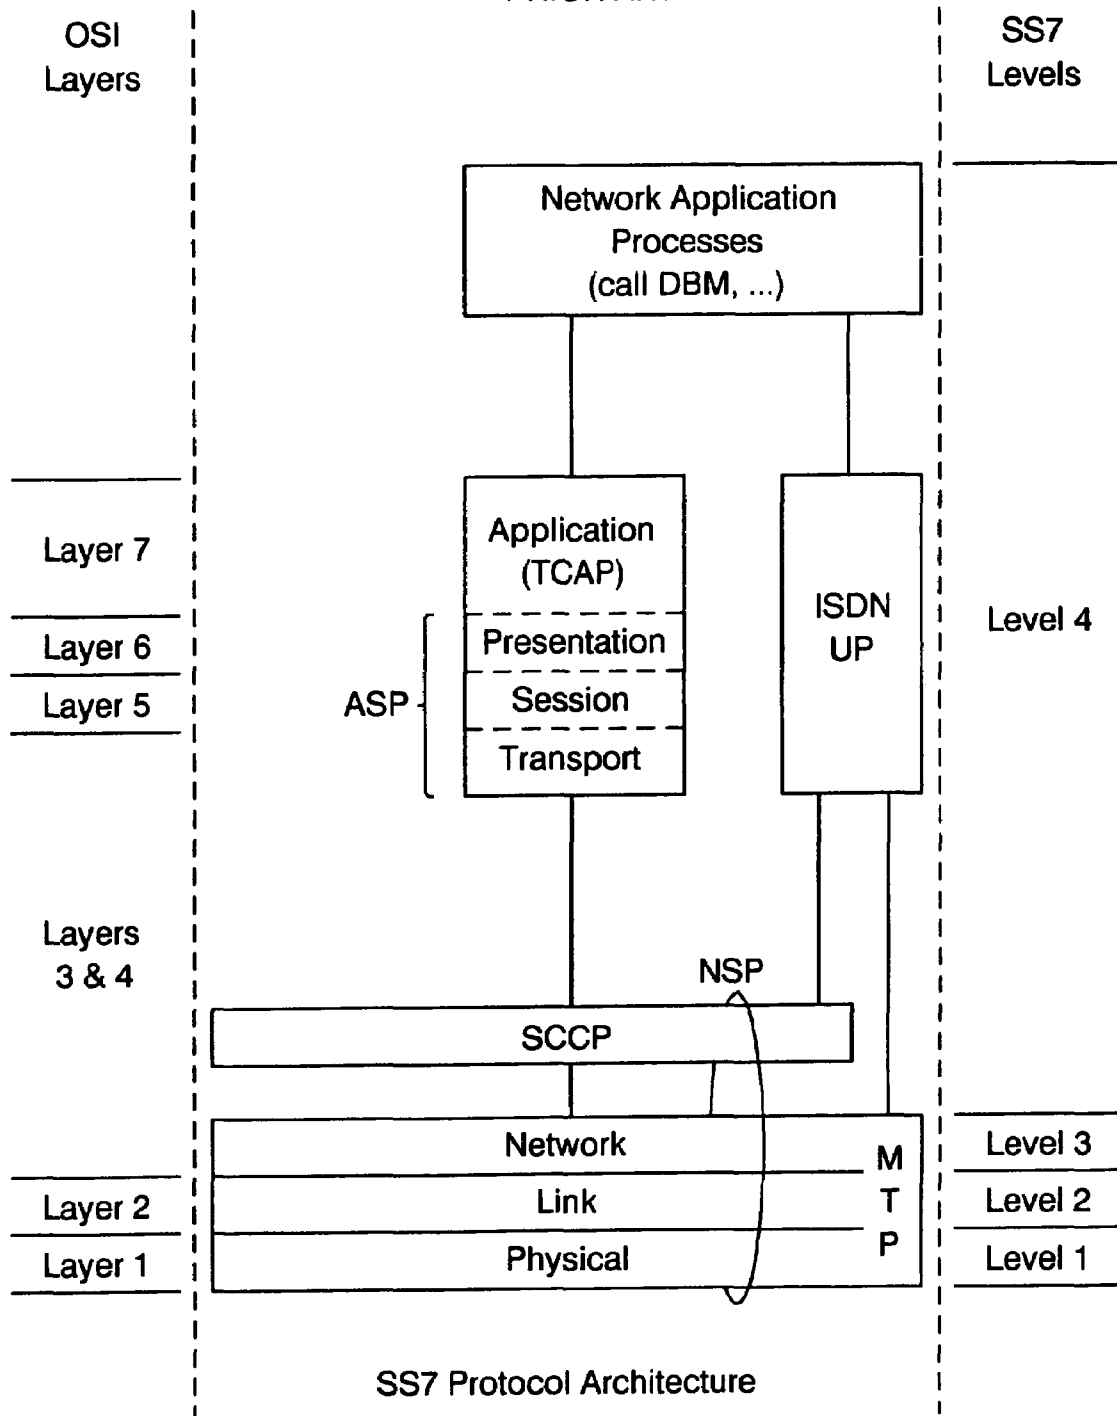 OSI
Layers
SS7
Levels
Network Application
Processes
(call DBM, ...)
Layer 7
Application
(TCAP)
ISDN
UP
Level 4
Layer 6
Presentation
Layer 5
ASP
Session
Transport
Layers
3 & 4
NSP
SCCP
Network
M
T
P
Level 3
Layer 2
Link
Level 2
Layer 1
Physical
Level 1
SS7 Protocol Architecture